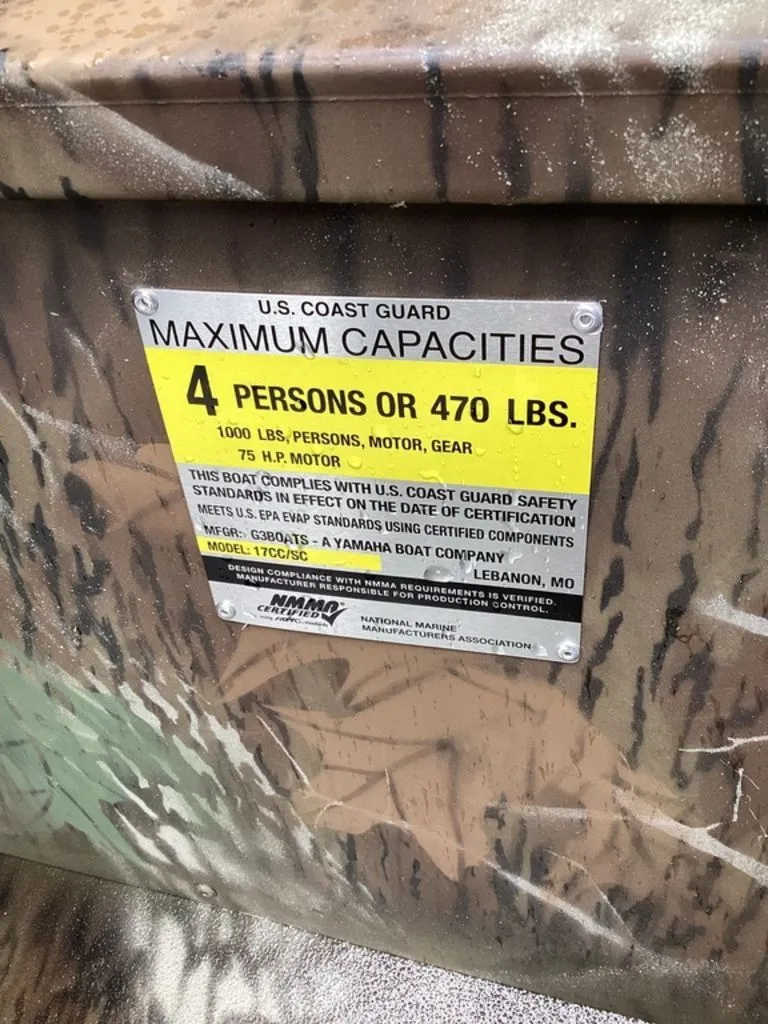 U.S. COAST GUARD
MAXIMUM CAPACITIES
4 PERSONS OR 470 LBS.
1000 LBS, PERSONS, MOTOR, GEAR
75 H.P. MOTOR
THIS BOAT COMPLIES WITH U.S. COAST GUARD SAFETY
STANDARDS IN EFFECT ON THE DATE OF CERTIFICATION
MEETS U.S. EPA EVAP STANDARDS USING CERTIFIED COMPONENTS
MFGR: G3BOATS - A YAMAHA BOAT COMPANY
MODEL: 17CC/SC
LEBANON, MO
DESIGN COMPLIANCE WITH NMMA REQUIREMENTS IS VERIFIED.
MANUFACTURER RESPONSIBLE FOR PRODUCTION CONTROL.
NMMA
CERTIFIED
NATIONAL MARINE
MANUFACTURERS ASSOCIATION